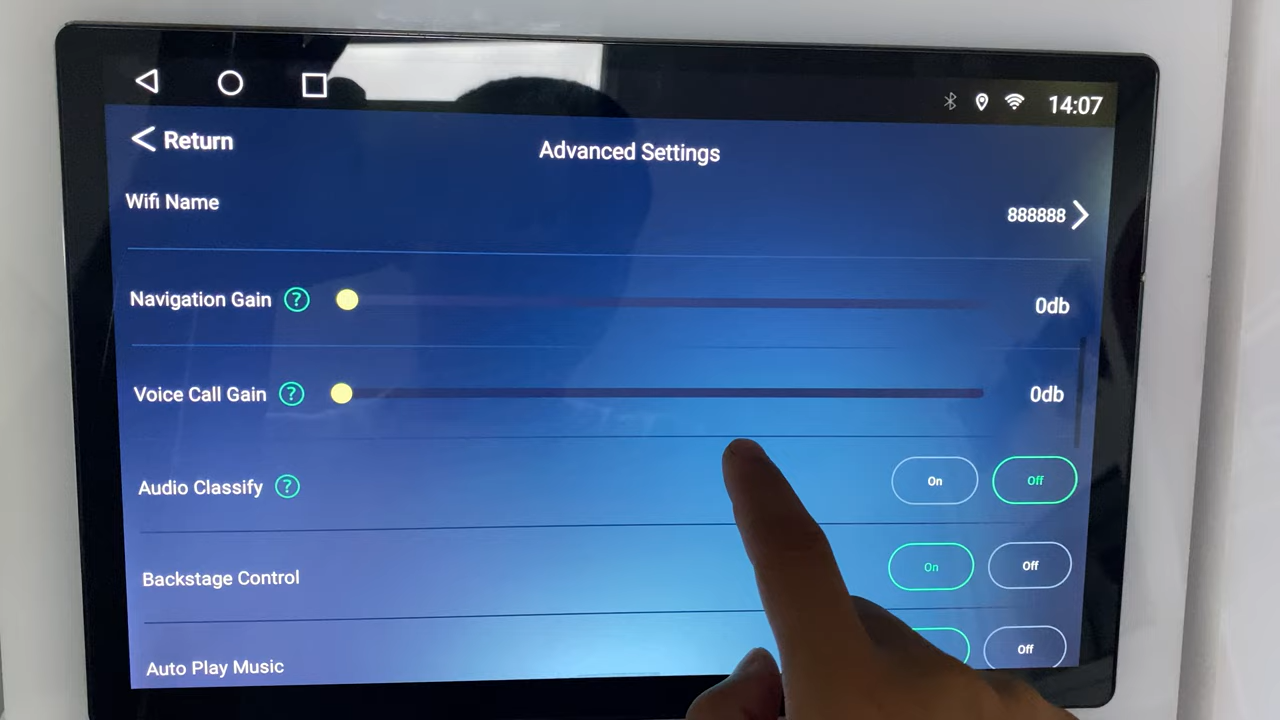 14:07
Return
Advanced Settings
Wifi Name
888888
Navigation Gain ?
0db
Voice Call Gain ?
0db
Audio Classify ?
On
Off
Backstage Control
On
Off
Auto Play Music
Off